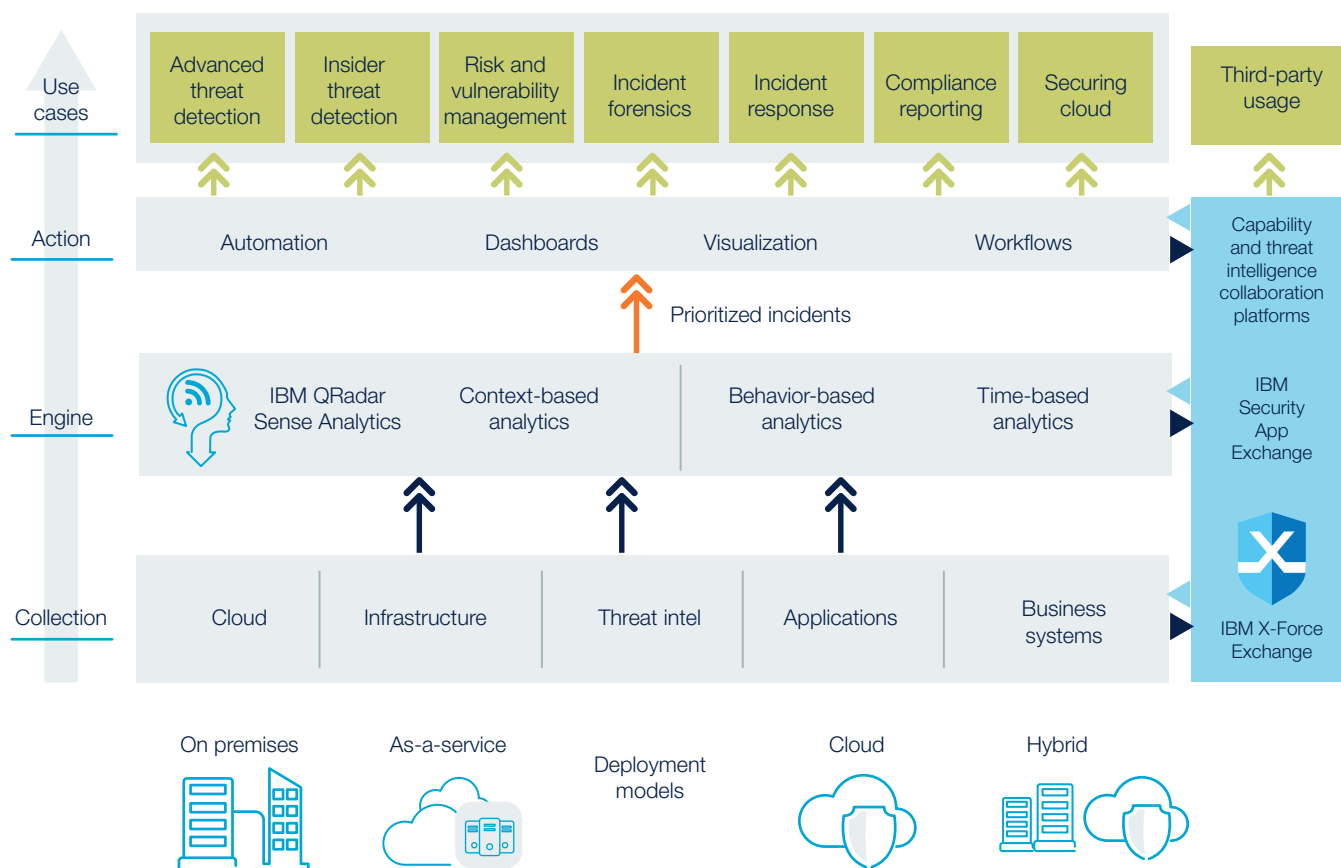 Use
cases
Advanced
threat
detection
Insider
threat
detection
Risk and
vulnerability
management
Incident
forensics
Incident
response
Compliance
reporting
Securing
cloud
Third-party
usage
Action
Automation
Dashboards
Visualization
Workflows
Capability
and threat
intelligence
collaboration
platforms
Prioritized incidents
Engine
IBM QRadar
Sense Analytics
Context-based
analytics
Behavior-based
analytics
Time-based
analytics
IBM
Security
App
Exchange
Collection
Cloud
Infrastructure
Threat intel
Applications
Business
systems
IBM X-Force
Exchange
On premises
As-a-service
Deployment
models
Cloud
Hybrid